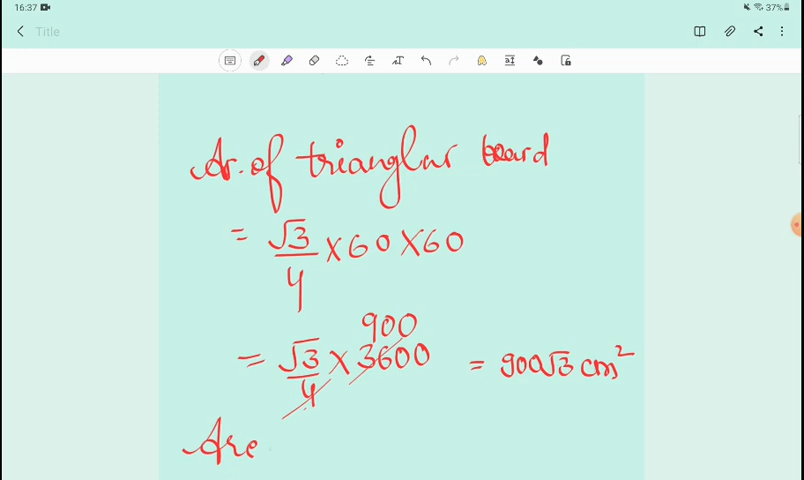 16:37 37%
Title
Ar. of trianglar board
= √3/4 × 60 × 60
900
= √3/4 × 3600 = 900√3 cm²
Are